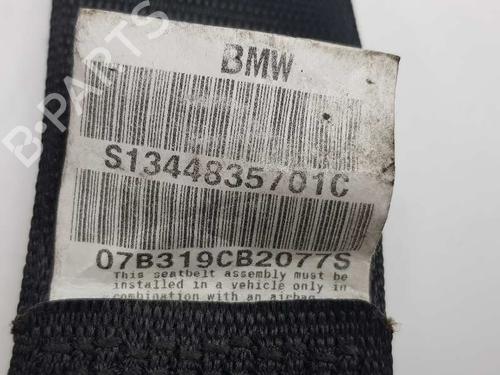 B-PARTS
BMW
S1344835701C
07B319CB2077S
This seatbelt assembly must be
installed in a vehicle only in
combination with an airbag